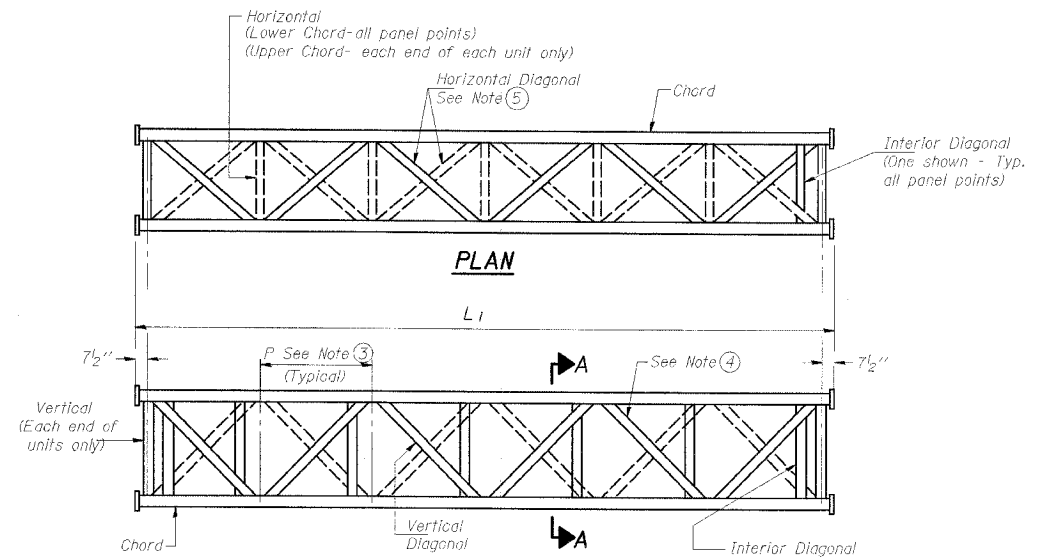 Horizontal
(Lower Chord-all panel points)
(Upper Chord- each end of each unit only)
Horizontal Diagonal
See Note 5
Chord
Interior Diagonal
(One shown - Typ.
all panel points)
PLAN
L1
7½"
P See Note 3
(Typical)
A
See Note 4
7½"
Vertical
(Each end of
units only)
Chord
Vertical
Diagonal
A
Interior Diagonal